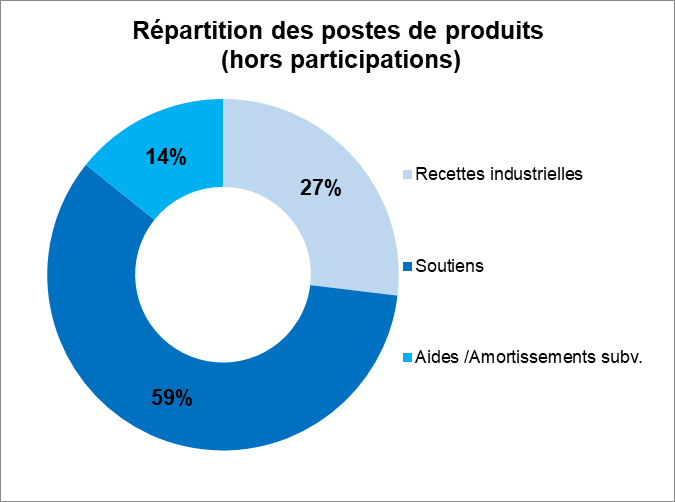 Répartition des postes de produits
(hors participations)
14%
27%
59%
Recettes industrielles
Soutiens
Aides /Amortissements subv.